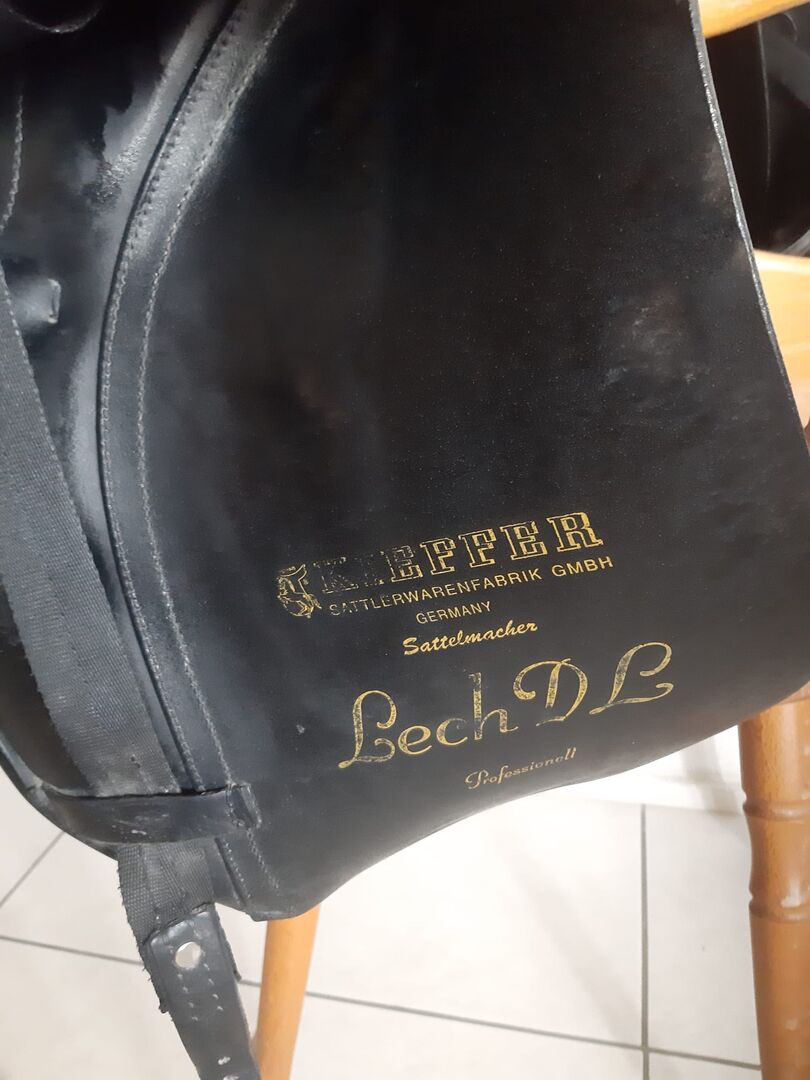 KIEFFER
SATTLERWARENFABRIK GMBH
GERMANY
Sattelmacher
Lech DL
Professionell